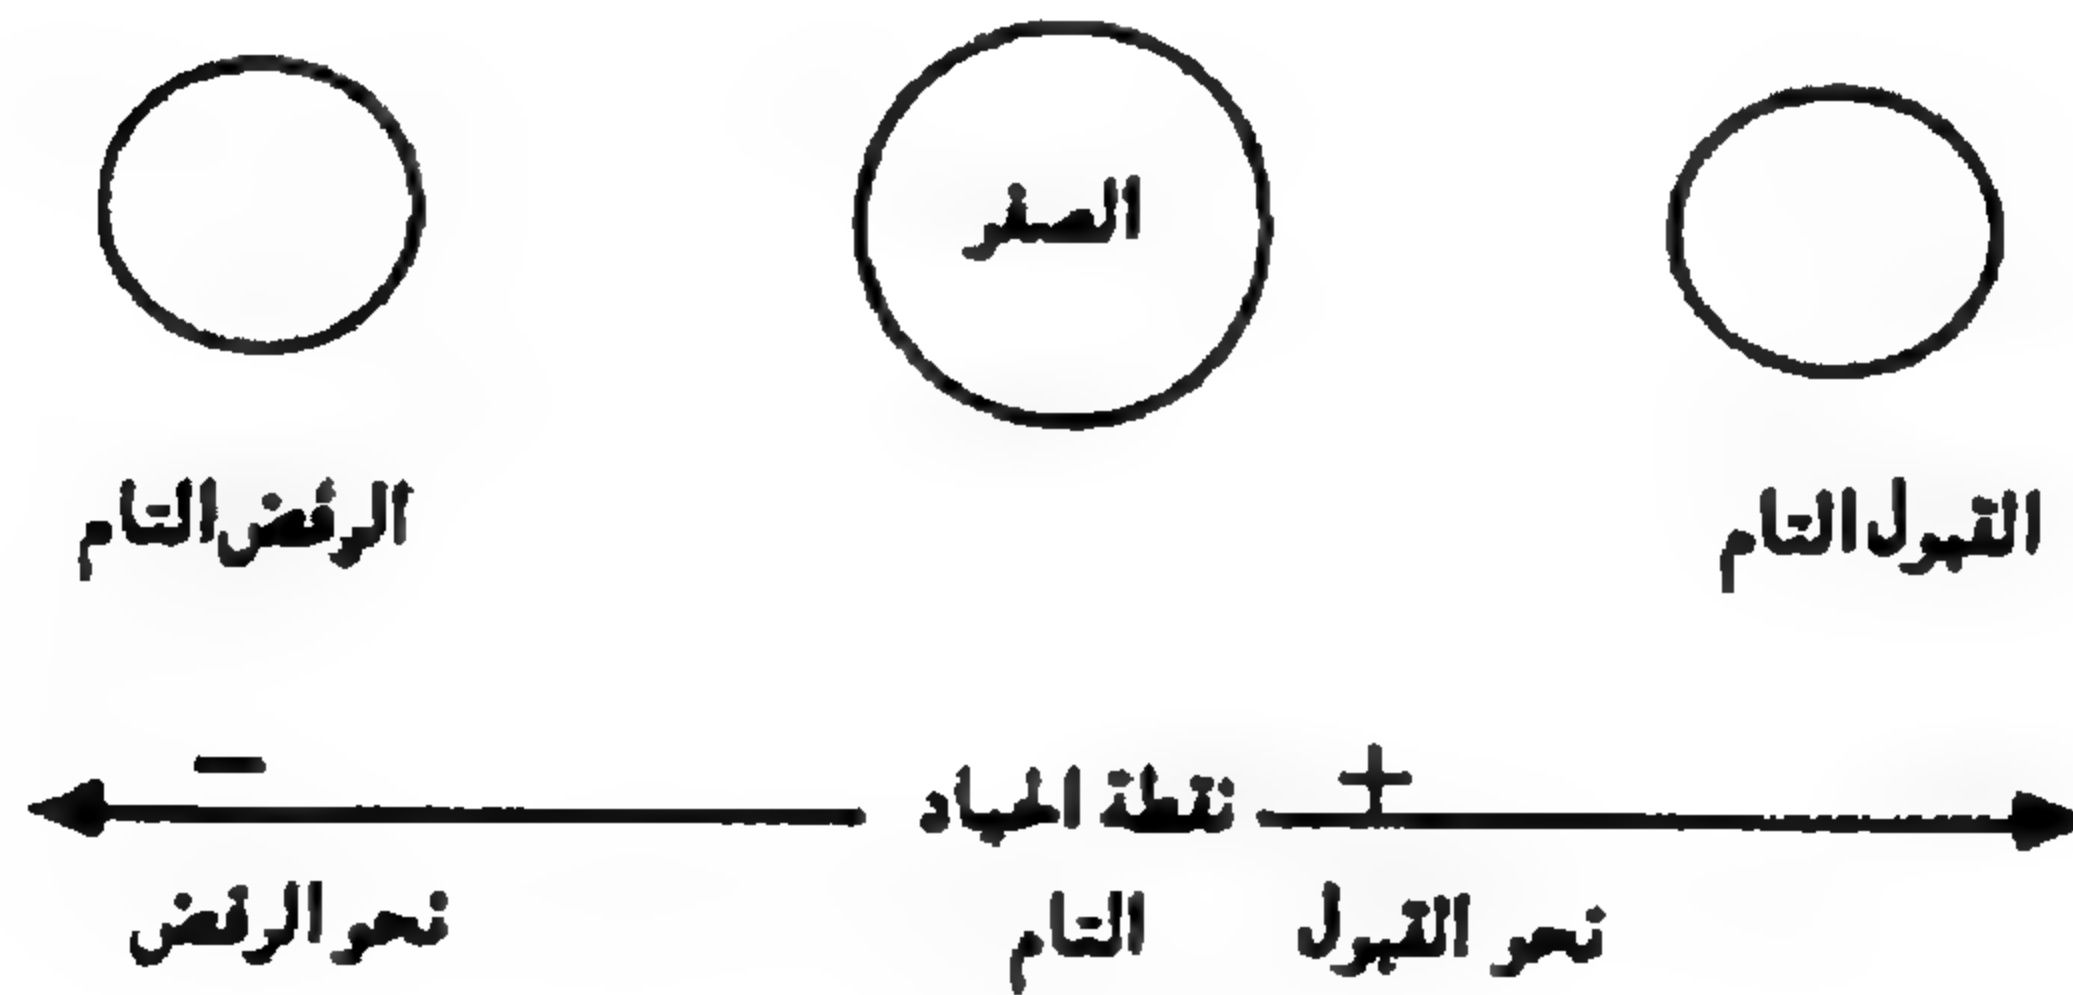 الصفر
القبول التام
الرفض التام
+
−
نقطة الحياد
التام
نحو القبول
نحو الرفض